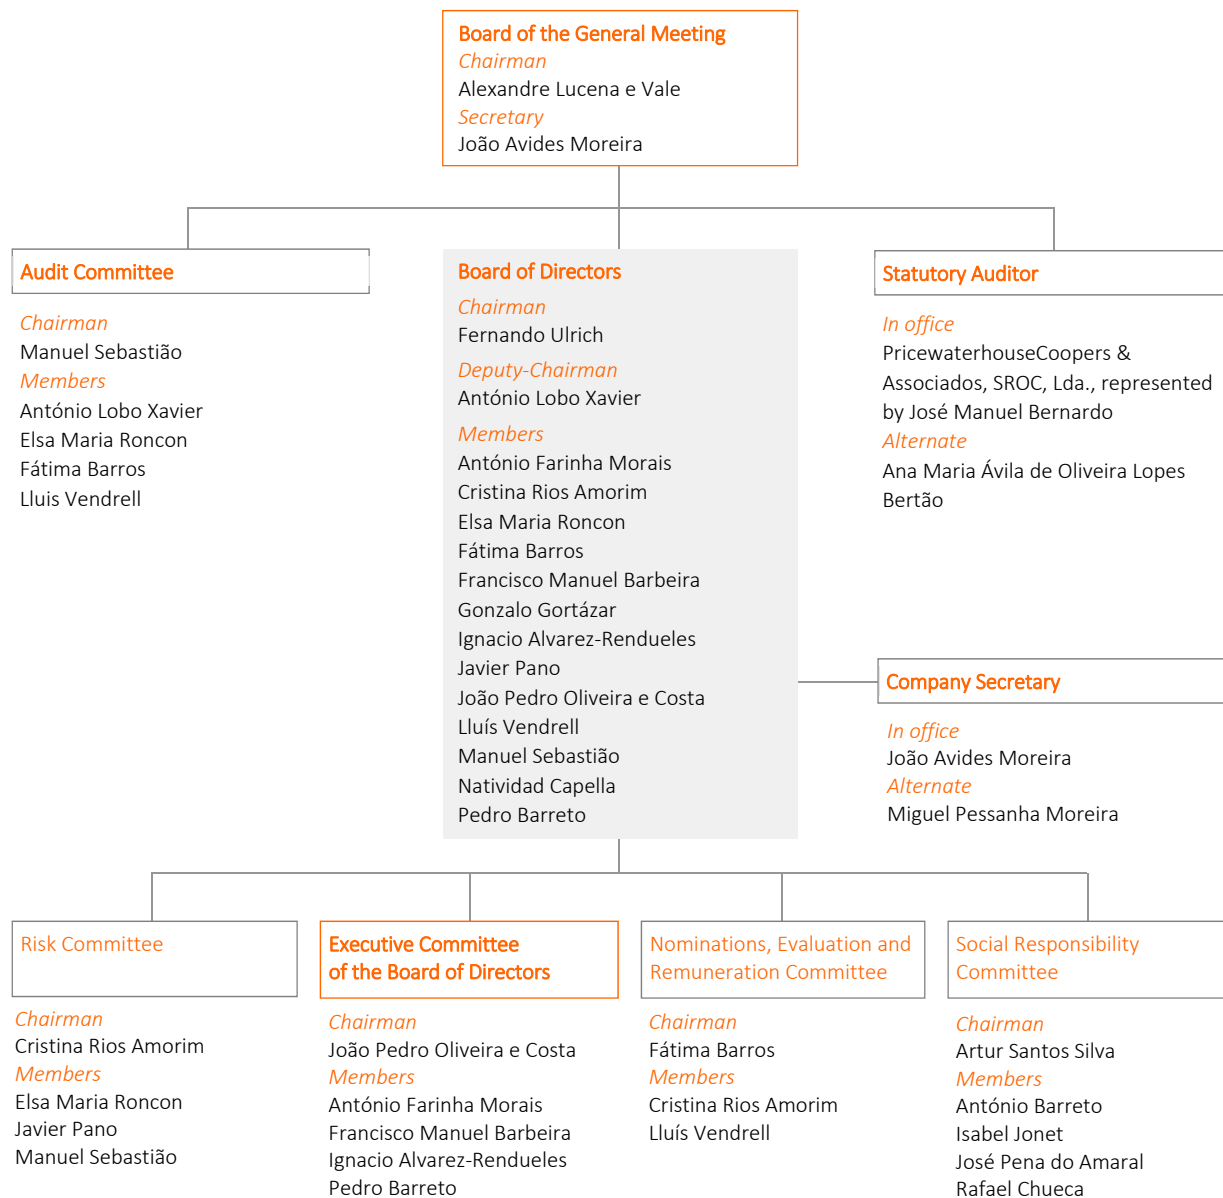 Board of the General Meeting
Chairman
Alexandre Lucena e Vale
Secretary
João Avides Moreira
Audit Committee
Chairman
Manuel Sebastião
Members
António Lobo Xavier
Elsa Maria Roncon
Fátima Barros
Lluis Vendrell
Board of Directors
Chairman
Fernando Ulrich
Deputy-Chairman
António Lobo Xavier
Members
António Farinha Morais
Cristina Rios Amorim
Elsa Maria Roncon
Fátima Barros
Francisco Manuel Barbeira
Gonzalo Gortázar
Ignacio Alvarez-Rendueles
Javier Pano
João Pedro Oliveira e Costa
Lluís Vendrell
Manuel Sebastião
Natividad Capella
Pedro Barreto
Statutory Auditor
In office
PricewaterhouseCoopers &
Associados, SROC, Lda., represented
by José Manuel Bernardo
Alternate
Ana Maria Ávila de Oliveira Lopes
Bertão
Company Secretary
In office
João Avides Moreira
Alternate
Miguel Pessanha Moreira
Risk Committee
Chairman
Cristina Rios Amorim
Members
Elsa Maria Roncon
Javier Pano
Manuel Sebastião
Executive Committee
of the Board of Directors
Chairman
João Pedro Oliveira e Costa
Members
António Farinha Morais
Francisco Manuel Barbeira
Ignacio Alvarez-Rendueles
Pedro Barreto
Nominations, Evaluation and
Remuneration Committee
Chairman
Fátima Barros
Members
Cristina Rios Amorim
Lluís Vendrell
Social Responsibility
Committee
Chairman
Artur Santos Silva
Members
António Barreto
Isabel Jonet
José Pena do Amaral
Rafael Chueca